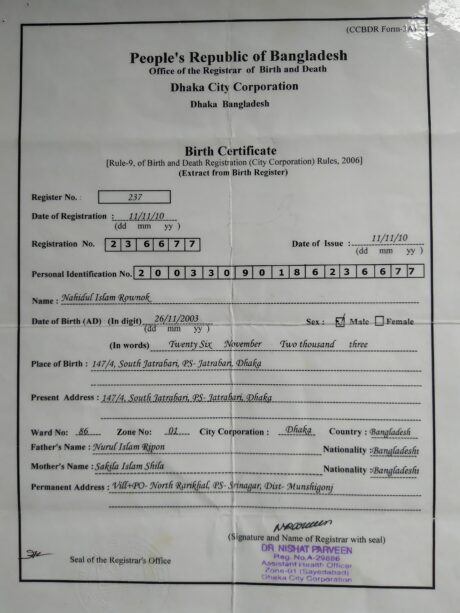 (CCBDR Form-3A)
People's Republic of Bangladesh
Office of the Registrar of Birth and Death
Dhaka City Corporation
Dhaka Bangladesh
Birth Certificate
[Rule-9, of Birth and Death Registration (City Corporation) Rules, 2006]
(Extract from Birth Register)
Register No. : 237
Date of Registration : 11/11/10
(dd mm yy )
Registration No. 2 3 6 6 7 7 Date of Issue : 11/11/10
(dd mm yy )
Personal Identification No. 2 0 0 3 3 0 9 0 1 8 6 2 3 6 6 7 7
Name : Nahidul Islam Rownok
Date of Birth (AD) (In digit) 26/11/2003 Sex : Male Female
(dd mm yy )
(In words) Twenty Six November Two thousand three
Place of Birth : 147/4, South Jatrabari, PS- Jatrabari, Dhaka
Present Address : 147/4, South Jatrabari, PS- Jatrabari, Dhaka
Ward No: 86 Zone No: 01 City Corporation : Dhaka Country : Bangladesh
Father's Name : Nurul Islam Ripon Nationality : Bangladeshi
Mother's Name : Sakila Islam Shila Nationality : Bangladeshi
Permanent Address : Vill+PO- North Rarikhal, PS- Srinagar, Dist- Munshigonj
(Signature and Name of Registrar with seal)
DR. NISHAT PARVEEN
Reg. No.A-29886
Assistant Health Officer
Zone-01 (Sayedabad)
Dhaka City Corporation
Seal of the Registrar's Office